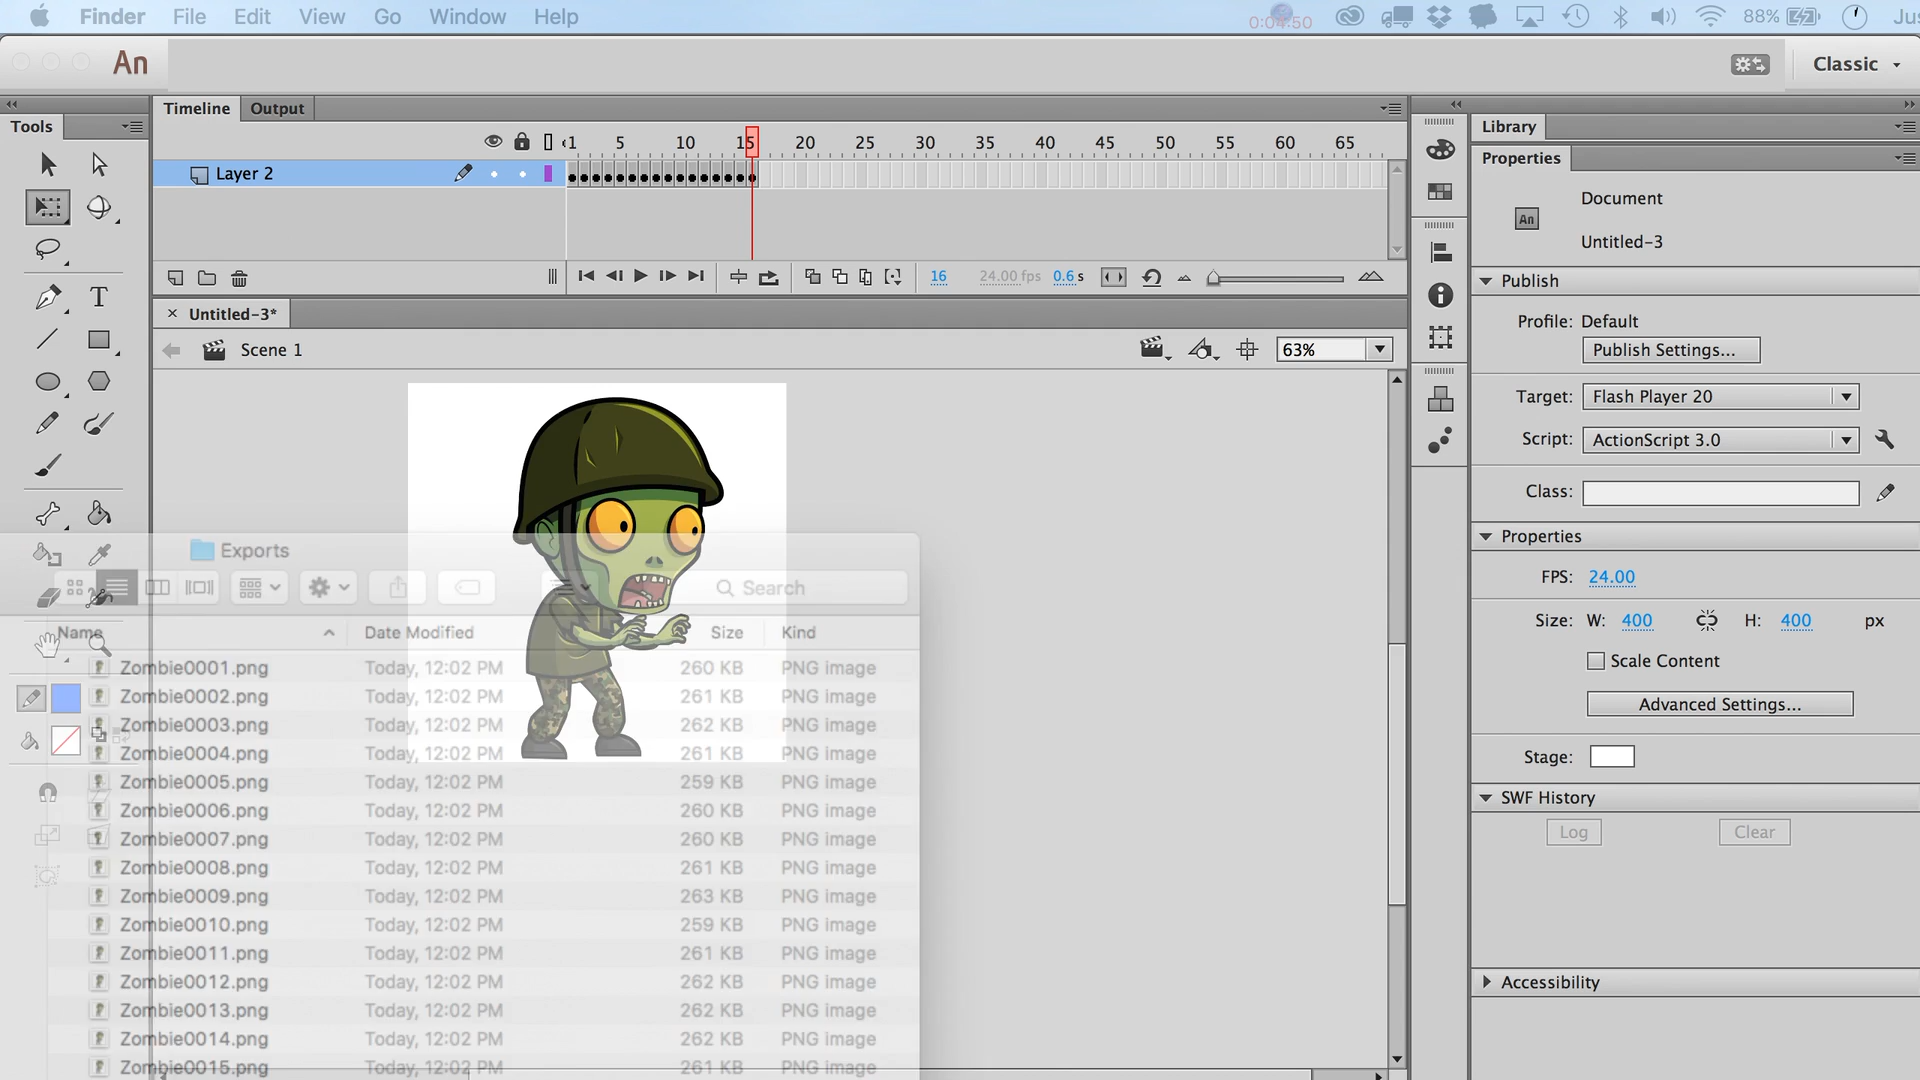 Finder File Edit View Go Window Help 0:04:50 88% Jus
An Classic
Tools Timeline Output Library
1 5 10 15 20 25 30 35 40 45 50 55 60 65
Properties
Layer 2
An Document
Untitled-3
16 24.00 fps 0.6 s
Publish
Untitled-3*
Profile: Default
Scene 1 63%
Publish Settings...
Target: Flash Player 20
Script: ActionScript 3.0
Class:
Properties
FPS: 24.00
Size: W: 400 H: 400 px
Scale Content
Advanced Settings...
Stage:
SWF History
Log Clear
Accessibility
Exports
Search
Name Date Modified Size Kind
Zombie0001.png Today, 12:02 PM 260 KB PNG image
Zombie0002.png Today, 12:02 PM 261 KB PNG image
Zombie0003.png Today, 12:02 PM 262 KB PNG image
Zombie0004.png Today, 12:02 PM 261 KB PNG image
Zombie0005.png Today, 12:02 PM 259 KB PNG image
Zombie0006.png Today, 12:02 PM 260 KB PNG image
Zombie0007.png Today, 12:02 PM 260 KB PNG image
Zombie0008.png Today, 12:02 PM 261 KB PNG image
Zombie0009.png Today, 12:02 PM 263 KB PNG image
Zombie0010.png Today, 12:02 PM 259 KB PNG image
Zombie0011.png Today, 12:02 PM 261 KB PNG image
Zombie0012.png Today, 12:02 PM 262 KB PNG image
Zombie0013.png Today, 12:02 PM 262 KB PNG image
Zombie0014.png Today, 12:02 PM 262 KB PNG image
Zombie0015.png Today, 12:02 PM 261 KB PNG image